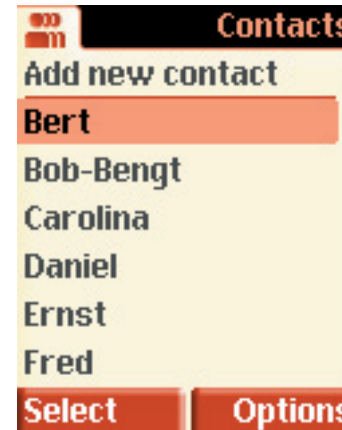 Contacts
Add new contact
Bert
Bob-Bengt
Carolina
Daniel
Ernst
Fred
Select Options